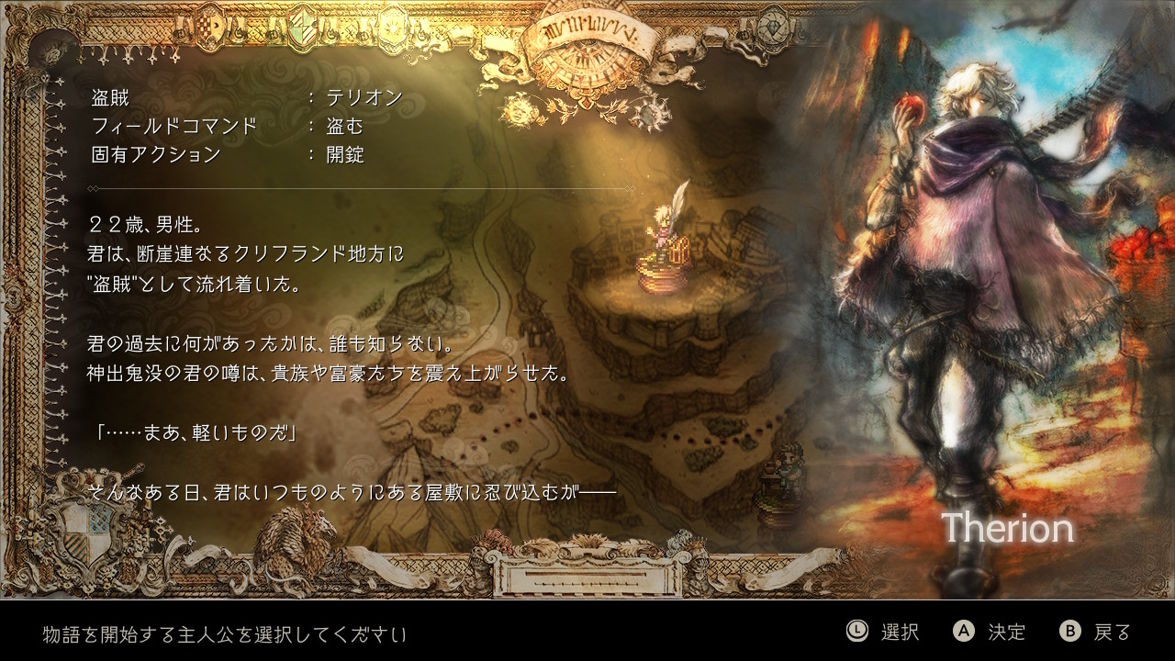 盗賊 : テリオン
フィールドコマンド : 盗む
固有アクション : 開錠
２２歳、男性。
君は、断崖連なるクリフランド地方に
"盗賊"として流れ着いた。
君の過去に何があったかは、誰も知らない。
神出鬼没の君の噂は、貴族や富豪たちを震え上がらせた。
「……まあ、軽いものだ」
そんなある日、君はいつものようにある屋敷に忍び込むが――
Therion
物語を開始する主人公を選択してください
L 選択 A 決定 B 戻る